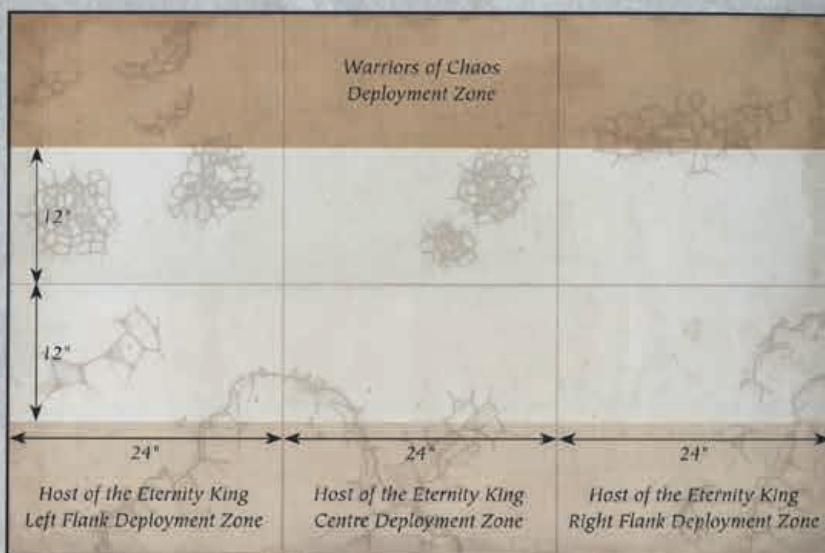 Warriors of Chaos
Deployment Zone
12"
12"
24"
24"
24"
Host of the Eternity King
Left Flank Deployment Zone
Host of the Eternity King
Centre Deployment Zone
Host of the Eternity King
Right Flank Deployment Zone